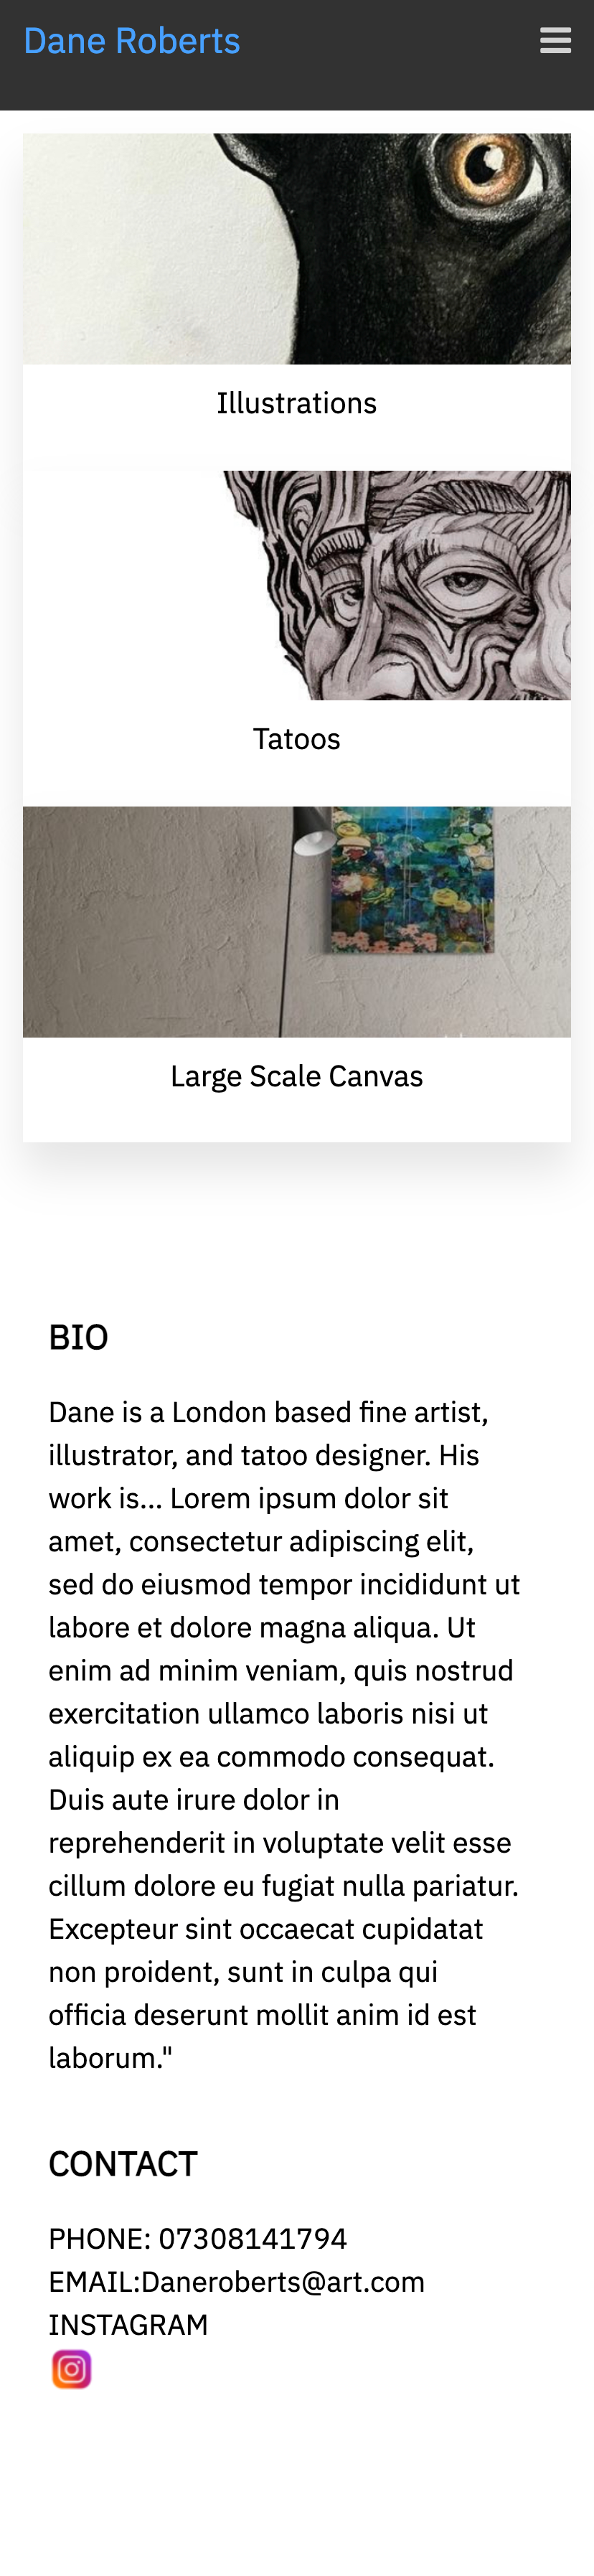 Dane Roberts
Illustrations
Tatoos
Large Scale Canvas
BIO
Dane is a London based fine artist,
illustrator, and tatoo designer. His
work is... Lorem ipsum dolor sit
amet, consectetur adipiscing elit,
sed do eiusmod tempor incididunt ut
labore et dolore magna aliqua. Ut
enim ad minim veniam, quis nostrud
exercitation ullamco laboris nisi ut
aliquip ex ea commodo consequat.
Duis aute irure dolor in
reprehenderit in voluptate velit esse
cillum dolore eu fugiat nulla pariatur.
Excepteur sint occaecat cupidatat
non proident, sunt in culpa qui
officia deserunt mollit anim id est
laborum."
CONTACT
PHONE: 07308141794
EMAIL:Daneroberts@art.com
INSTAGRAM